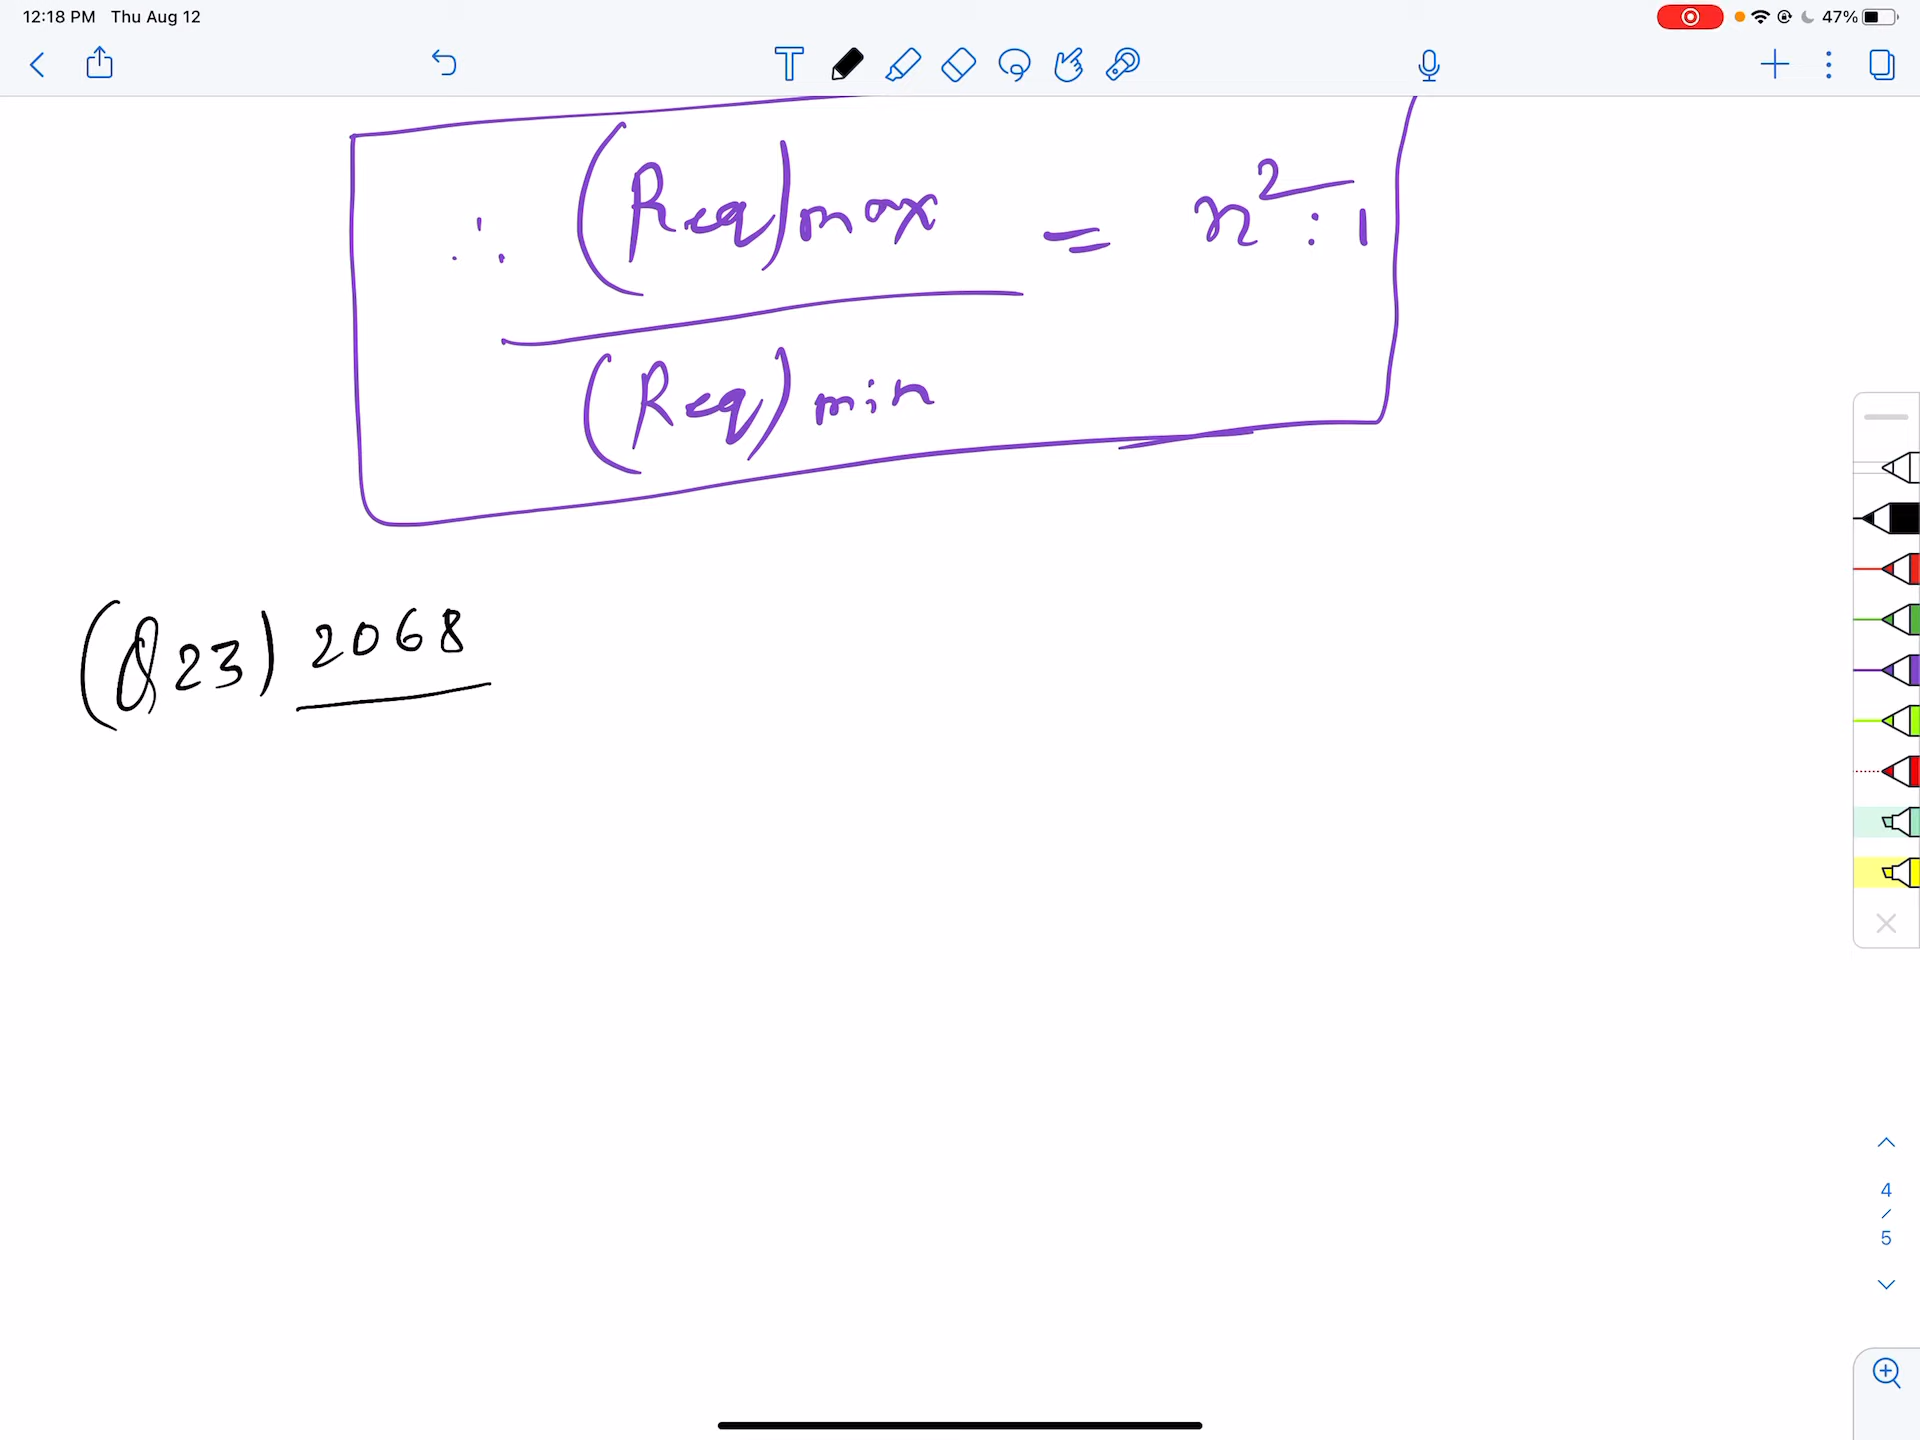 12:18 PM Thu Aug 12
47%
∴ (Req)max
= n² : 1
(Req)min
(Q23) 2068
4
/
5